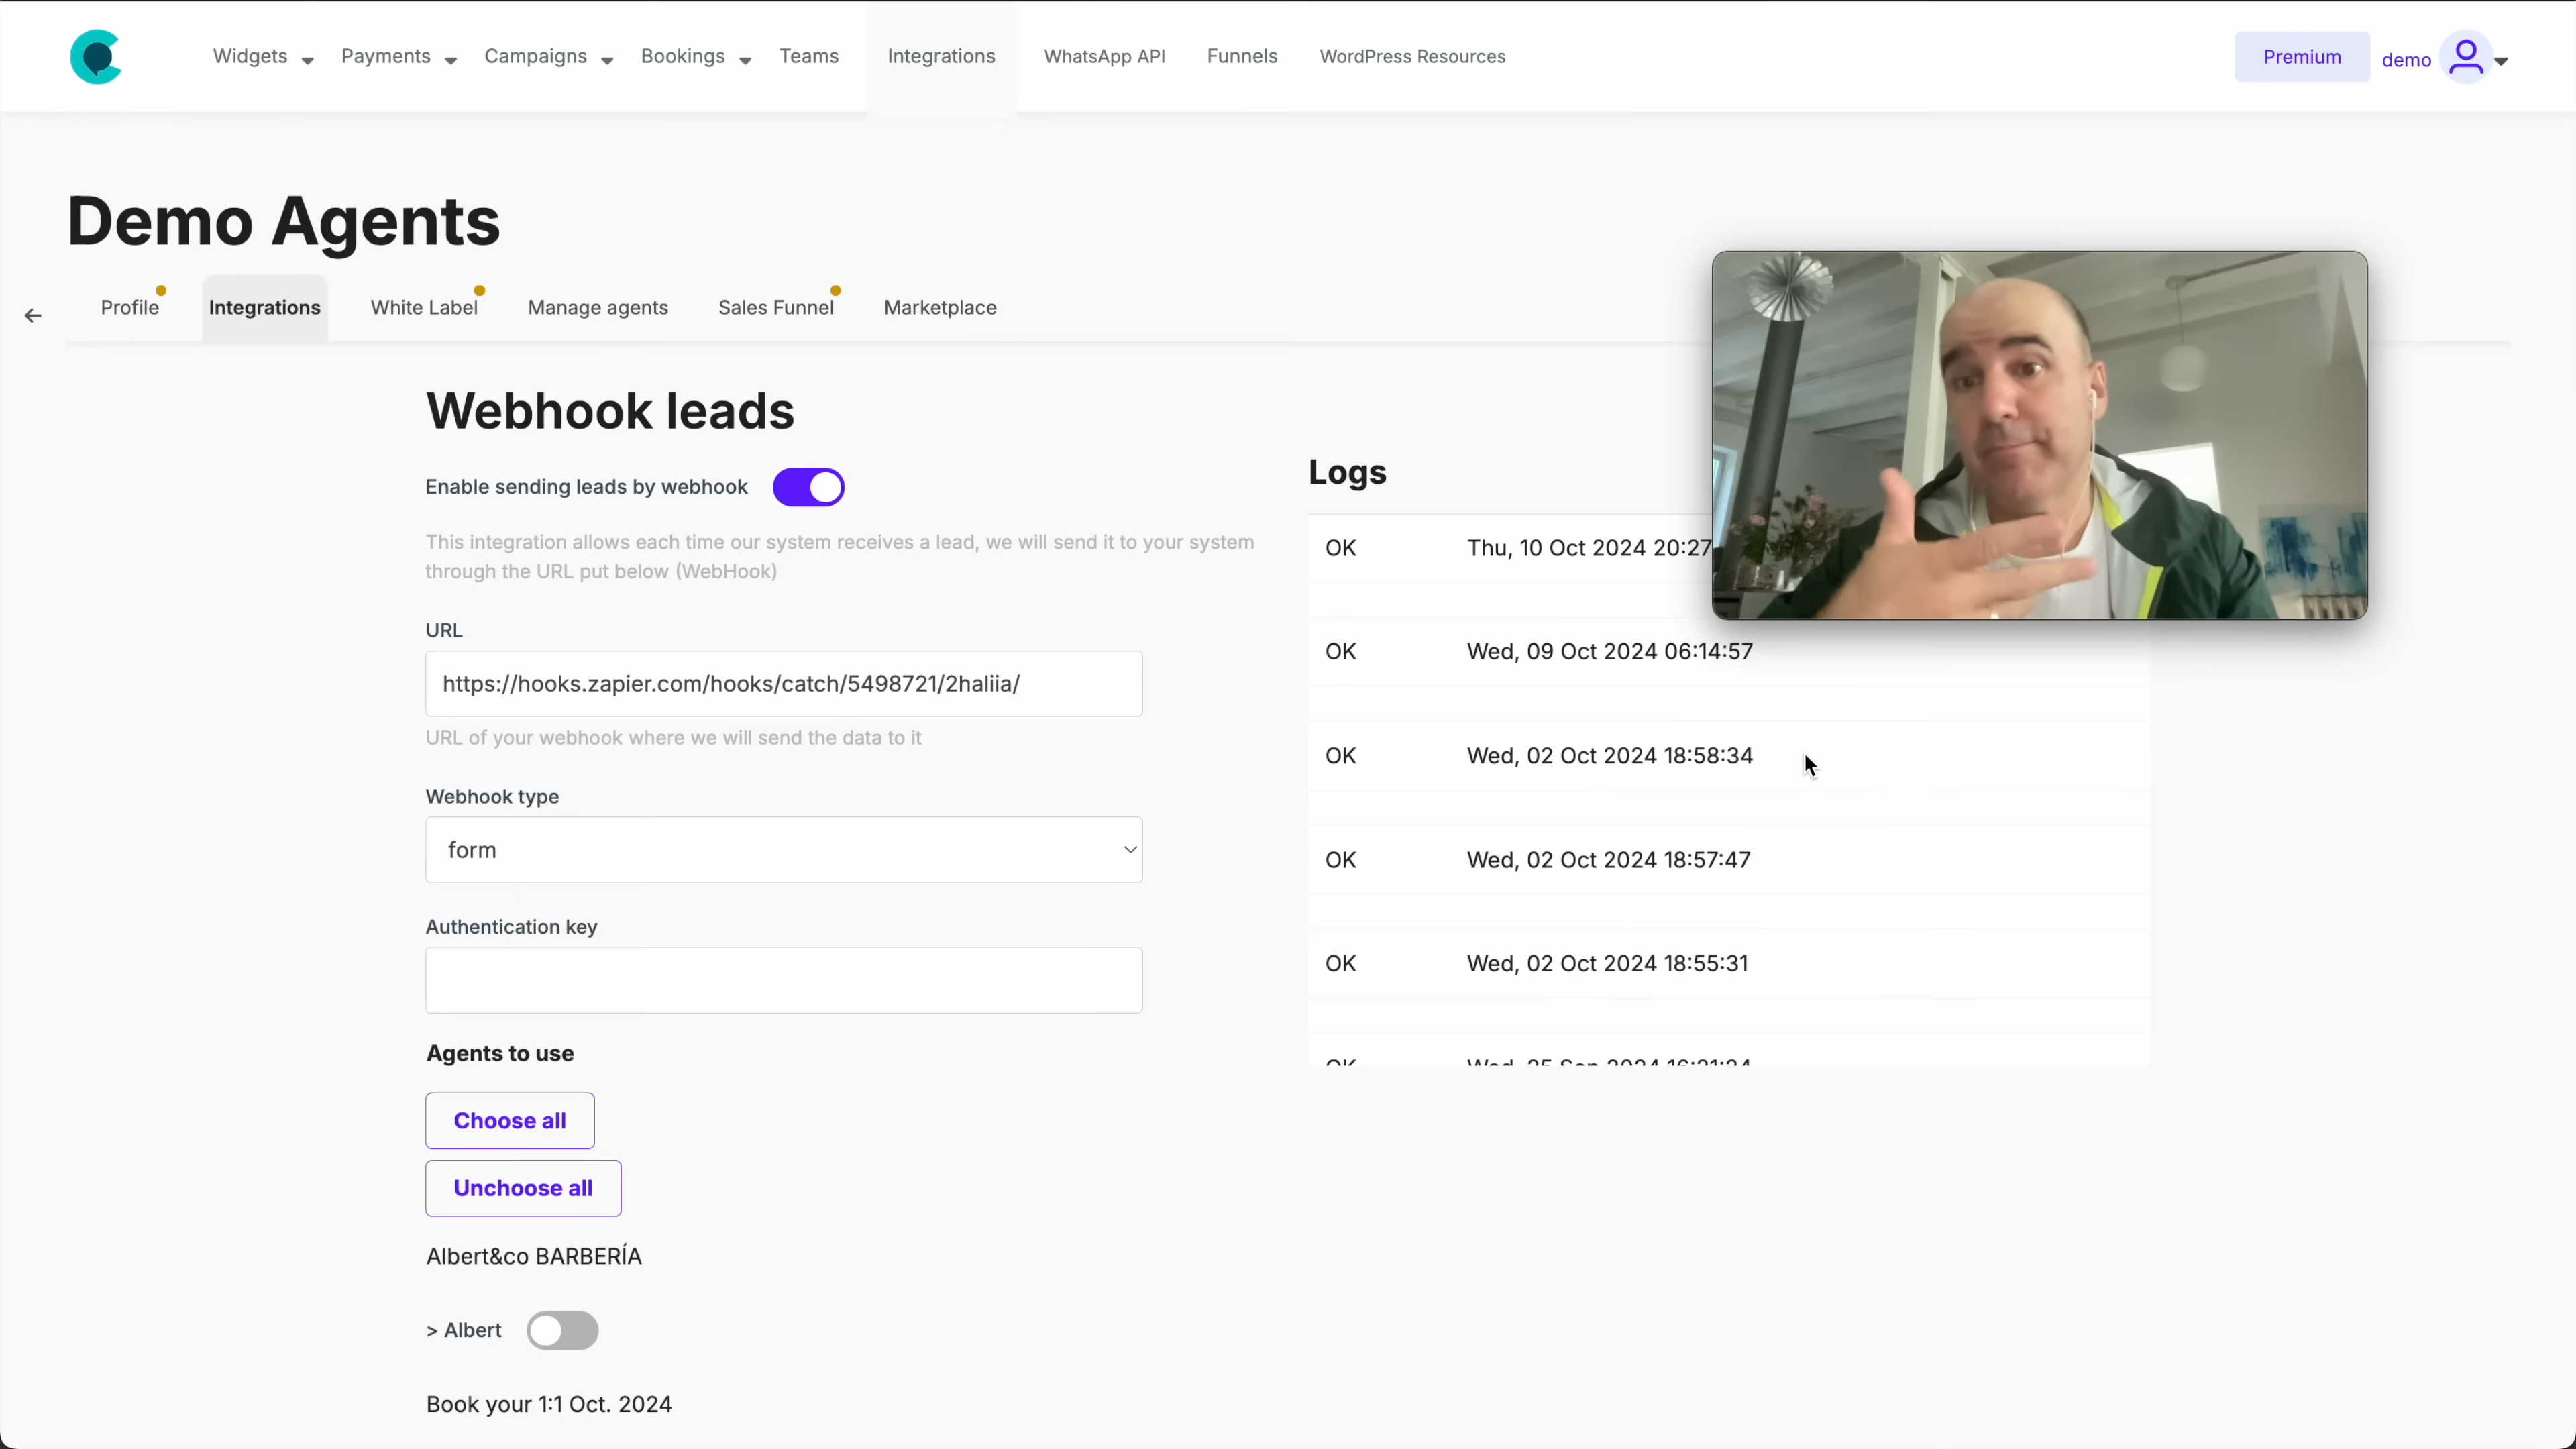 Widgets Payments Campaigns Bookings Teams Integrations WhatsApp API Funnels WordPress Resources Premium demo
Demo Agents
Profile Integrations White Label Manage agents Sales Funnel Marketplace
Webhook leads
Enable sending leads by webhook
This integration allows each time our system receives a lead, we will send it to your system
through the URL put below (WebHook)
URL
https://hooks.zapier.com/hooks/catch/5498721/2haliia/
URL of your webhook where we will send the data to it
Webhook type
form
Authentication key
Agents to use
Choose all
Unchoose all
Albert&co BARBERÍA
> Albert
Book your 1:1 Oct. 2024
Logs
OK Thu, 10 Oct 2024 20:27
OK Wed, 09 Oct 2024 06:14:57
OK Wed, 02 Oct 2024 18:58:34
OK Wed, 02 Oct 2024 18:57:47
OK Wed, 02 Oct 2024 18:55:31